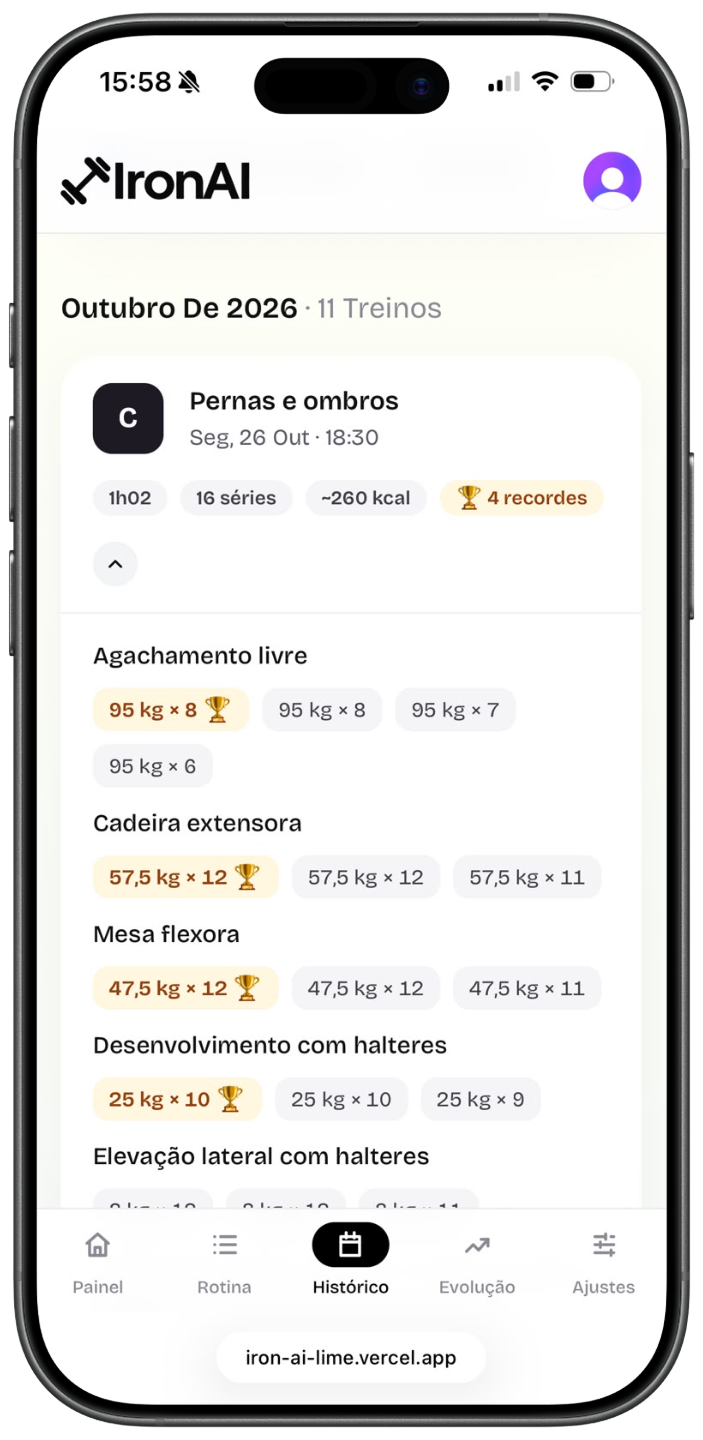 15:58
IronAI
Outubro De 2026 · 11 Treinos
C
Pernas e ombros
Seg, 26 Out · 18:30
1h02
16 séries
~260 kcal
4 recordes
Agachamento livre
95 kg × 8
95 kg × 8
95 kg × 7
95 kg × 6
Cadeira extensora
57,5 kg × 12
57,5 kg × 12
57,5 kg × 11
Mesa flexora
47,5 kg × 12
47,5 kg × 12
47,5 kg × 11
Desenvolvimento com halteres
25 kg × 10
25 kg × 10
25 kg × 9
Elevação lateral com halteres
Painel
Rotina
Histórico
Evolução
Ajustes
iron-ai-lime.vercel.app